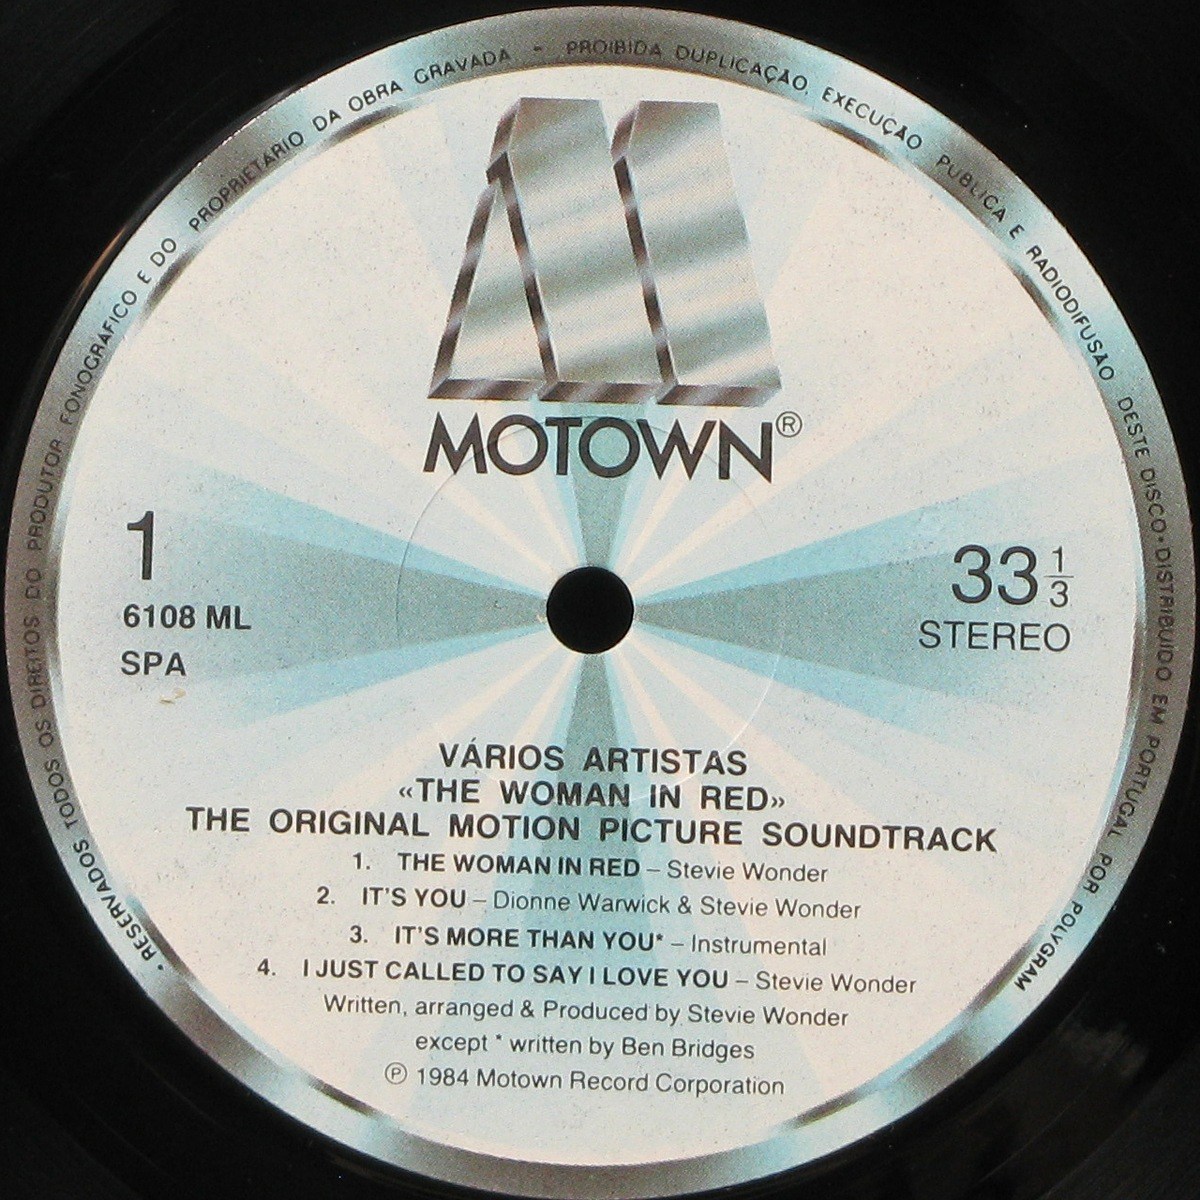 • RESERVADOS TODOS OS DIREITOS DO PRODUTOR FONOGRÁFICO E DO PROPRIETÁRIO DA OBRA GRAVADA - PROIBIDA DUPLICAÇÃO, EXECUÇÃO PÚBLICA E RADIODIFUSÃO DESTE DISCO • DISTRIBUÍDO EM PORTUGAL POR POLYGRAM
MOTOWN®
1
6108 ML
SPA
33 1/3
STEREO
VÁRIOS ARTISTAS
«THE WOMAN IN RED»
THE ORIGINAL MOTION PICTURE SOUNDTRACK
1. THE WOMAN IN RED – Stevie Wonder
2. IT'S YOU – Dionne Warwick & Stevie Wonder
3. IT'S MORE THAN YOU* – Instrumental
4. I JUST CALLED TO SAY I LOVE YOU – Stevie Wonder
Written, arranged & Produced by Stevie Wonder
except * written by Ben Bridges
℗ 1984 Motown Record Corporation